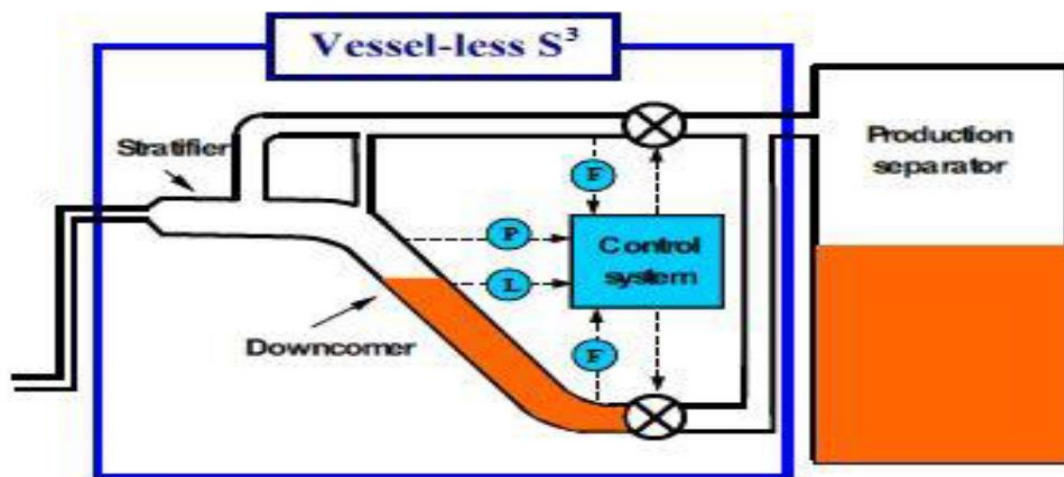 Vessel-less S³
Stratifier
Production
separator
F
P
Control
system
L
Downcomer
F